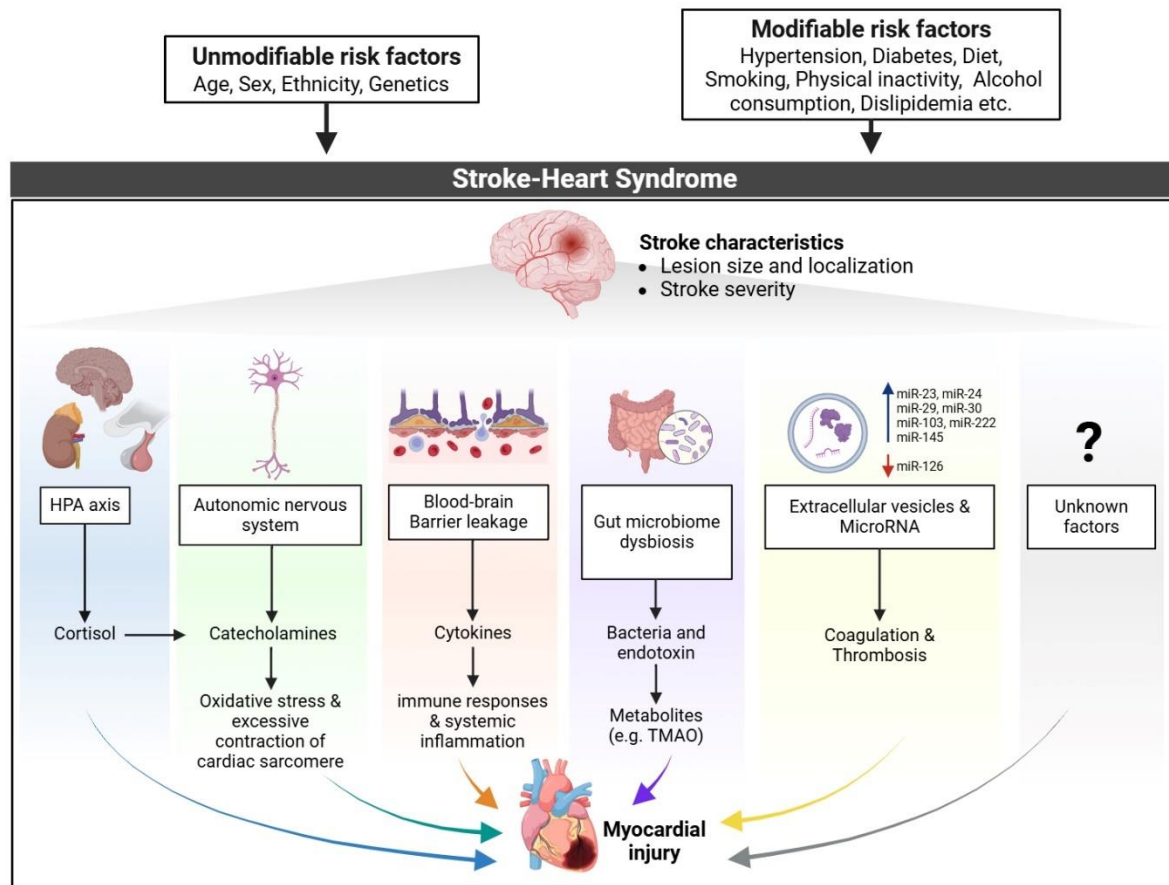 Unmodifiable risk factors
Age, Sex, Ethnicity, Genetics
Modifiable risk factors
Hypertension, Diabetes, Diet,
Smoking, Physical inactivity, Alcohol
consumption, Dislipidemia etc.
Stroke-Heart Syndrome
Stroke characteristics
• Lesion size and localization
• Stroke severity
HPA axis
Cortisol
Autonomic nervous
system
Catecholamines
Oxidative stress &
excessive
contraction of
cardiac sarcomere
Blood-brain
Barrier leakage
Cytokines
immune responses
& systemic
inflammation
Gut microbiome
dysbiosis
Bacteria and
endotoxin
Metabolites
(e.g. TMAO)
miR-23, miR-24
miR-29, miR-30
miR-103, miR-222
miR-145
miR-126
Extracellular vesicles &
MicroRNA
Coagulation &
Thrombosis
?
Unknown
factors
Myocardial
injury